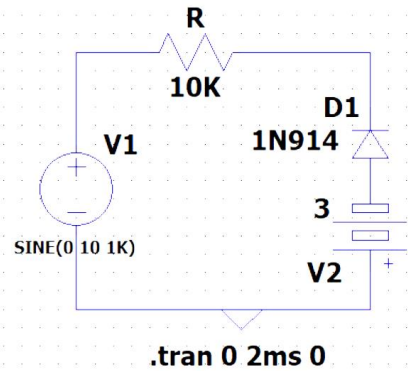 R
10K
D1
1N914
V1
+
3
SINE(0 10 1K)
+
V2
.tran 0 2ms 0